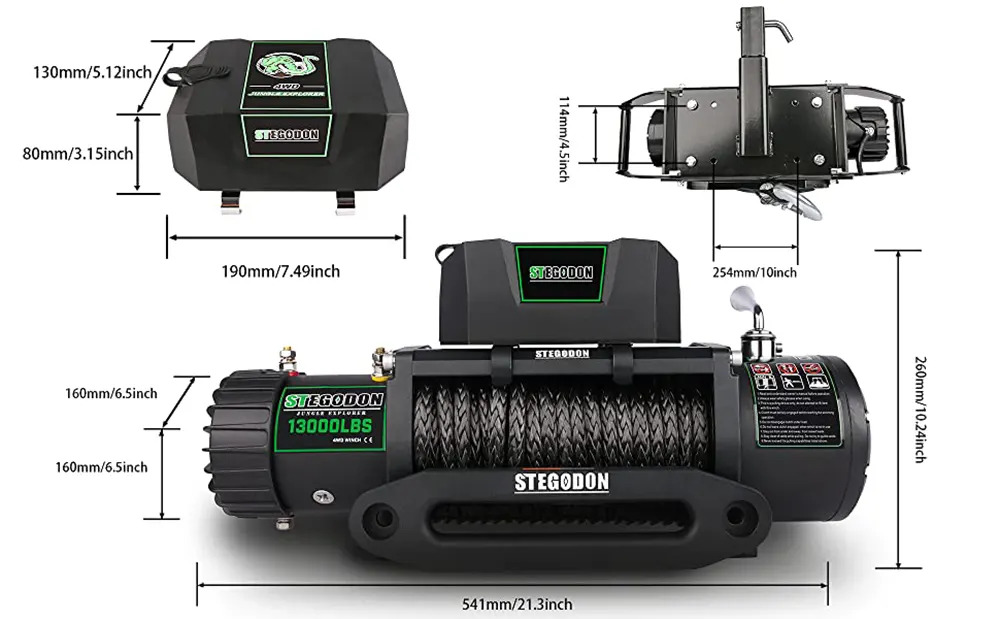 130mm/5.12inch
4WD
JUNGLE EXPLORER
STEGODON
80mm/3.15inch
190mm/7.49inch
114mm/4.5inch
254mm/10inch
STEGODON
STEGODON
160mm/6.5inch
160mm/6.5inch
STEGODON
JUNGLE EXPLORER
13000LBS
4WD WINCH CE
STEGODON
260mm/10.24inch
541mm/21.3inch